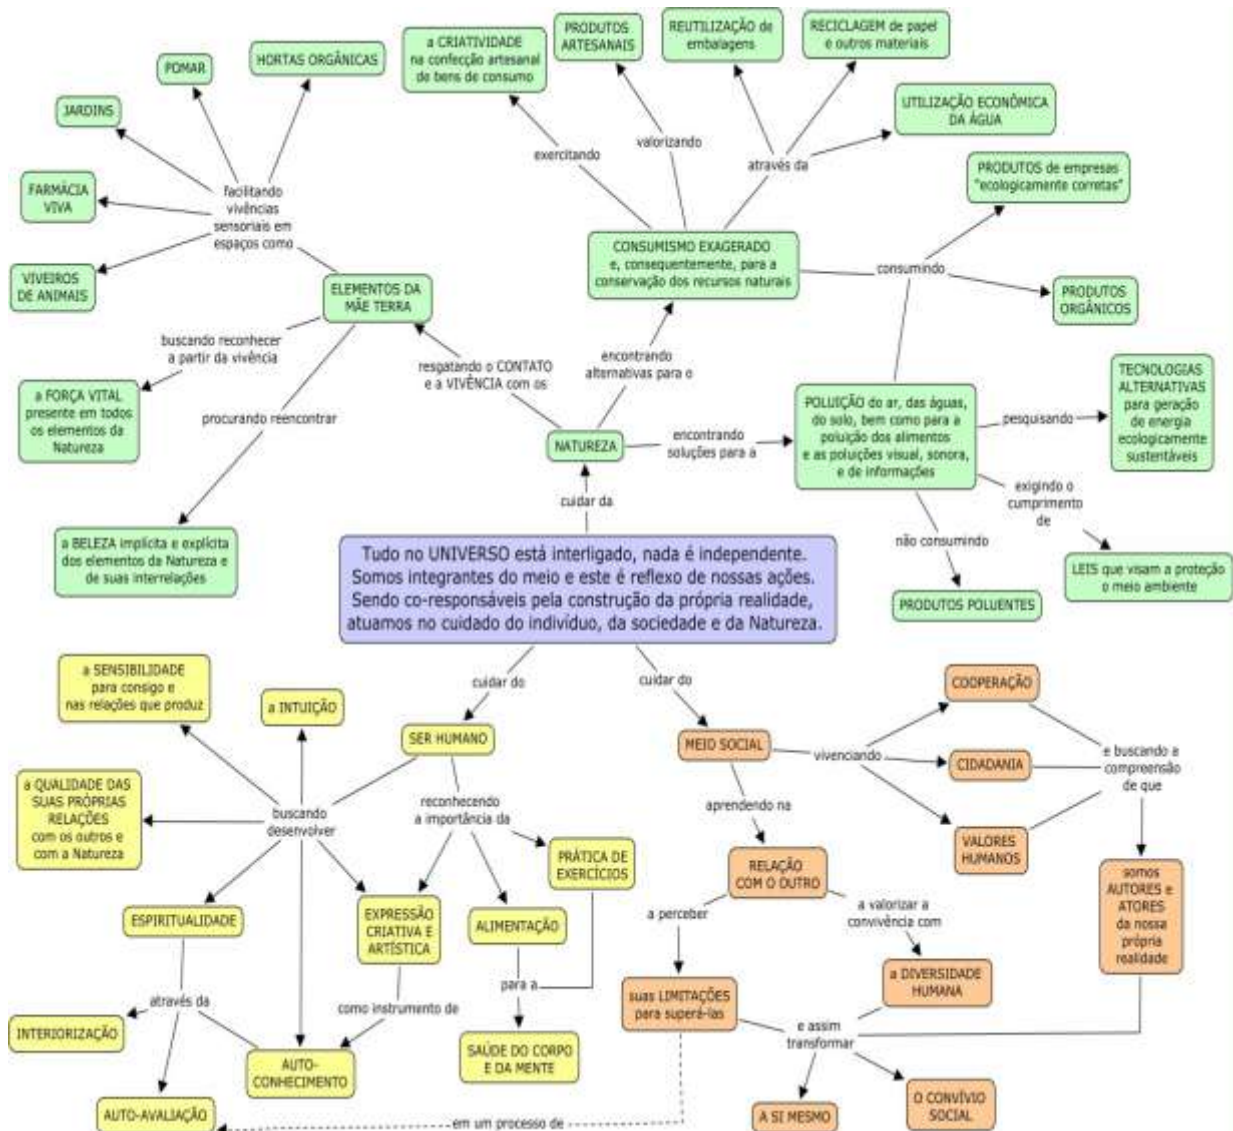 a CRIATIVIDADE
na confecção artesanal
de bens de consumo
PRODUTOS
ARTESANAIS
REUTILIZAÇÃO de
embalagens
RECICLAGEM de papel
e outros materiais
HORTAS ORGÂNICAS
POMAR
JARDINS
UTILIZAÇÃO ECONÔMICA
DA ÁGUA
exercitando
valorizando
através da
PRODUTOS de empresas
"ecologicamente corretas"
FARMÁCIA
VIVA
facilitando
vivências
sensoriais em
espaços como
CONSUMISMO EXAGERADO
e, consequentemente, para a
conservação dos recursos naturais
consumindo
VIVEIROS
DE ANIMAIS
ELEMENTOS DA
MÃE TERRA
PRODUTOS
ORGÂNICOS
buscando reconhecer
a partir da vivência
resgatando o CONTATO
e a VIVÊNCIA com os
encontrando
alternativas para o
a FORÇA VITAL
presente em todos
os elementos da
Natureza
procurando reencontrar
NATUREZA
encontrando
soluções para a
POLUIÇÃO do ar, das águas,
do solo, bem como para a
poluição dos alimentos
e as poluições visual, sonora,
e de informações
pesquisando
TECNOLOGIAS
ALTERNATIVAS
para geração
de energia
ecologicamente
sustentáveis
cuidar da
exigindo o
cumprimento
de
não consumindo
a BELEZA implícita e explícita
dos elementos da Natureza e
de suas interrelações
Tudo no UNIVERSO está interligado, nada é independente.
Somos integrantes do meio e este é reflexo de nossas ações.
Sendo co-responsáveis pela construção da própria realidade,
atuamos no cuidado do indivíduo, da sociedade e da Natureza.
LEIS que visam a proteção
o meio ambiente
PRODUTOS POLUENTES
a SENSIBILIDADE
para consigo e
nas relações que produz
a INTUIÇÃO
cuidar do
cuidar do
COOPERAÇÃO
SER HUMANO
MEIO SOCIAL
vivenciando
CIDADANIA
e buscando a
compreensão
de que
a QUALIDADE DAS
SUAS PRÓPRIAS
RELAÇÕES
com os outros e
com a Natureza
buscando
desenvolver
reconhecendo
a importância da
aprendendo na
VALORES
HUMANOS
PRÁTICA DE
EXERCÍCIOS
RELAÇÃO
COM O OUTRO
somos
AUTORES e
ATORES
da nossa
própria
realidade
ESPIRITUALIDADE
EXPRESSÃO
CRIATIVA E
ARTÍSTICA
ALIMENTAÇÃO
a perceber
a valorizar a
convivência com
através da
como instrumento de
para a
suas LIMITAÇÕES
para superá-las
a DIVERSIDADE
HUMANA
INTERIORIZAÇÃO
e assim
transformar
AUTO-
CONHECIMENTO
SAÚDE DO CORPO
E DA MENTE
AUTO-AVALIAÇÃO
em um processo de
A SI MESMO
O CONVÍVIO
SOCIAL